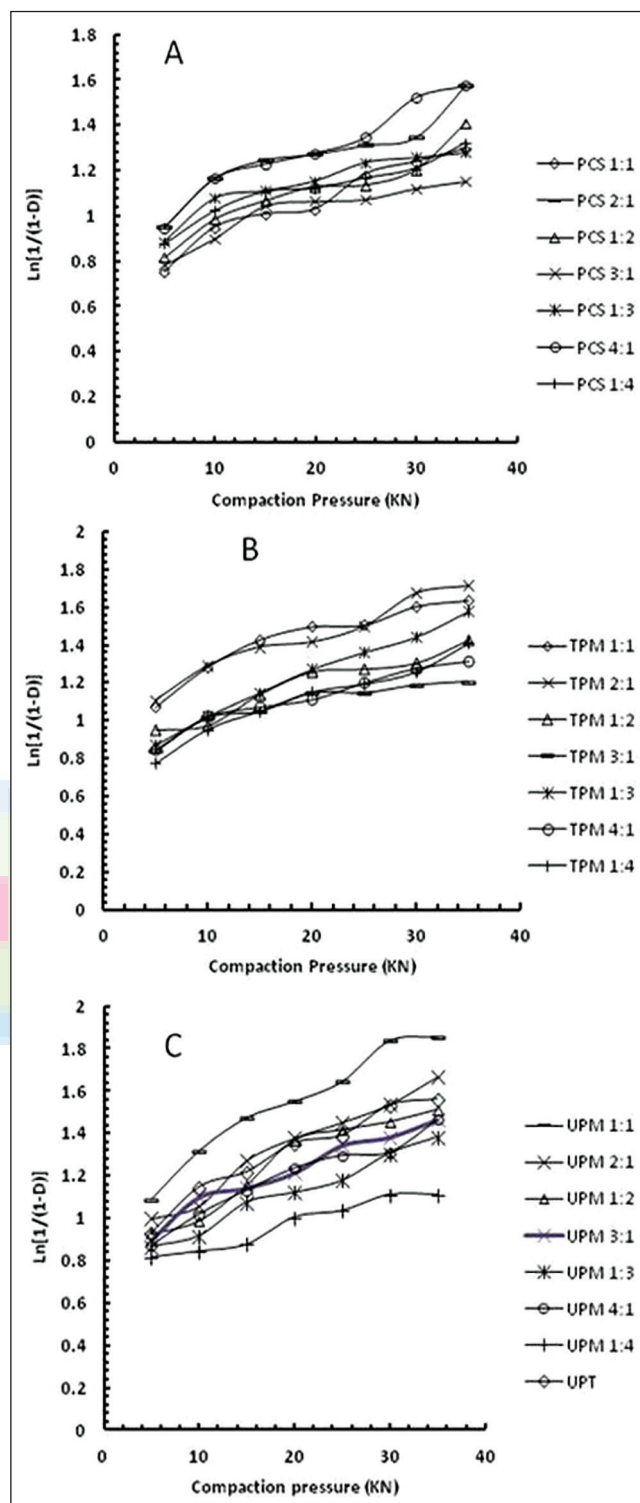 A
Ln[1/(1-D)]
1.8
1.6
1.4
1.2
1
0.8
0.6
0.4
0.2
0
0 10 20 30 40
Compaction Pressure (KN)
PCS 1:1
PCS 2:1
PCS 1:2
PCS 3:1
PCS 1:3
PCS 4:1
PCS 1:4
B
Ln[1/(1-D)]
2
1.8
1.6
1.4
1.2
1
0.8
0.6
0.4
0.2
0
0 10 20 30 40
Compaction Pressure (KN)
TPM 1:1
TPM 2:1
TPM 1:2
TPM 3:1
TPM 1:3
TPM 4:1
TPM 1:4
C
Ln[1/(1-D)]
2
1.8
1.6
1.4
1.2
1
0.8
0.6
0.4
0.2
0
0 10 20 30 40
Compaction pressure (KN)
UPM 1:1
UPM 2:1
UPM 1:2
UPM 3:1
UPM 1:3
UPM 4:1
UPM 1:4
UPT